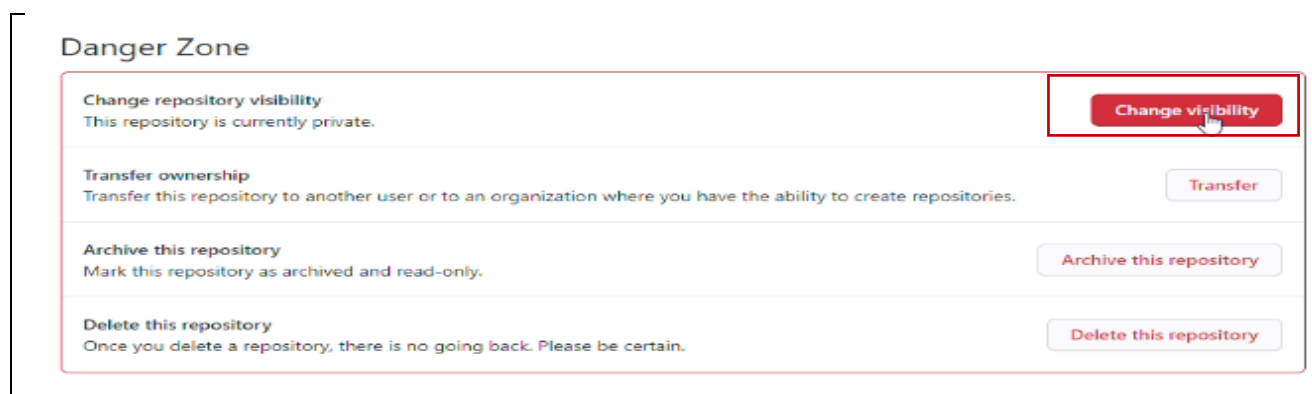 Danger Zone
Change repository visibility
This repository is currently private.
Change visibility
Transfer ownership
Transfer this repository to another user or to an organization where you have the ability to create repositories.
Transfer
Archive this repository
Mark this repository as archived and read-only.
Archive this repository
Delete this repository
Once you delete a repository, there is no going back. Please be certain.
Delete this repository